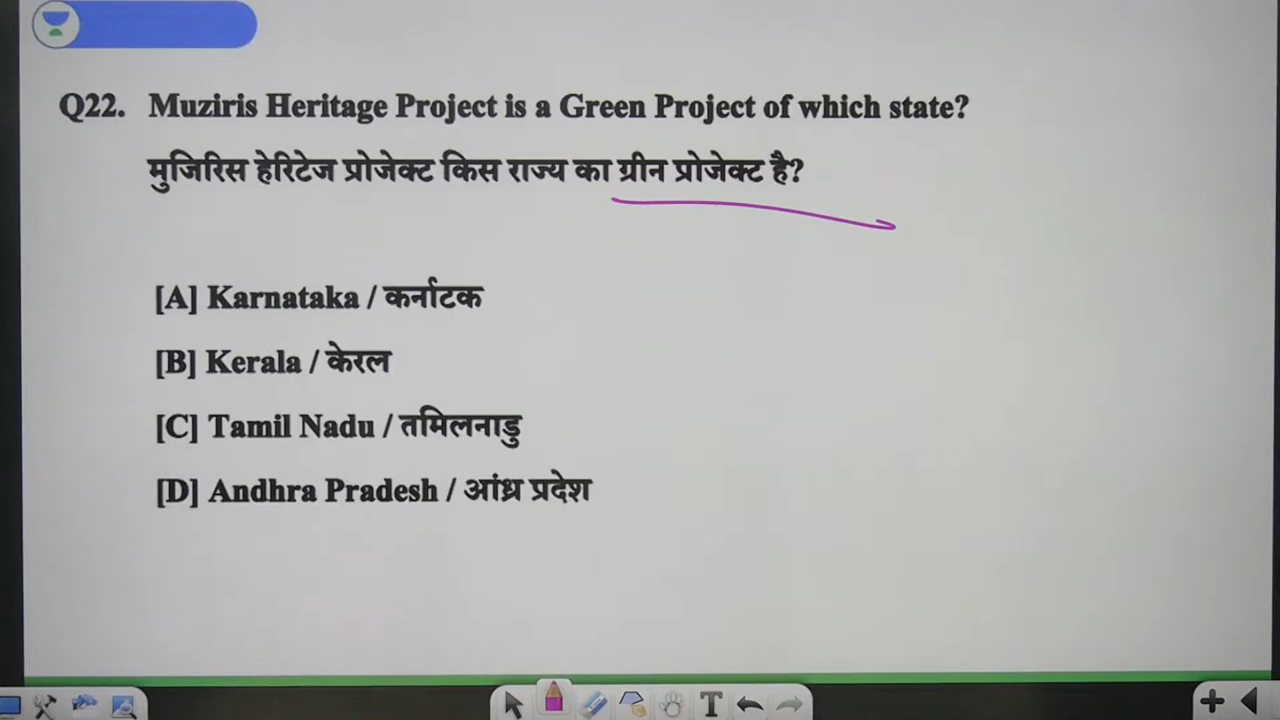 Q22. Muziris Heritage Project is a Green Project of which state?
मुजिरिस हेरिटेज प्रोजेक्ट किस राज्य का ग्रीन प्रोजेक्ट है?
[A] Karnataka / कर्नाटक
[B] Kerala / केरल
[C] Tamil Nadu / तमिलनाडु
[D] Andhra Pradesh / आंध्र प्रदेश
T